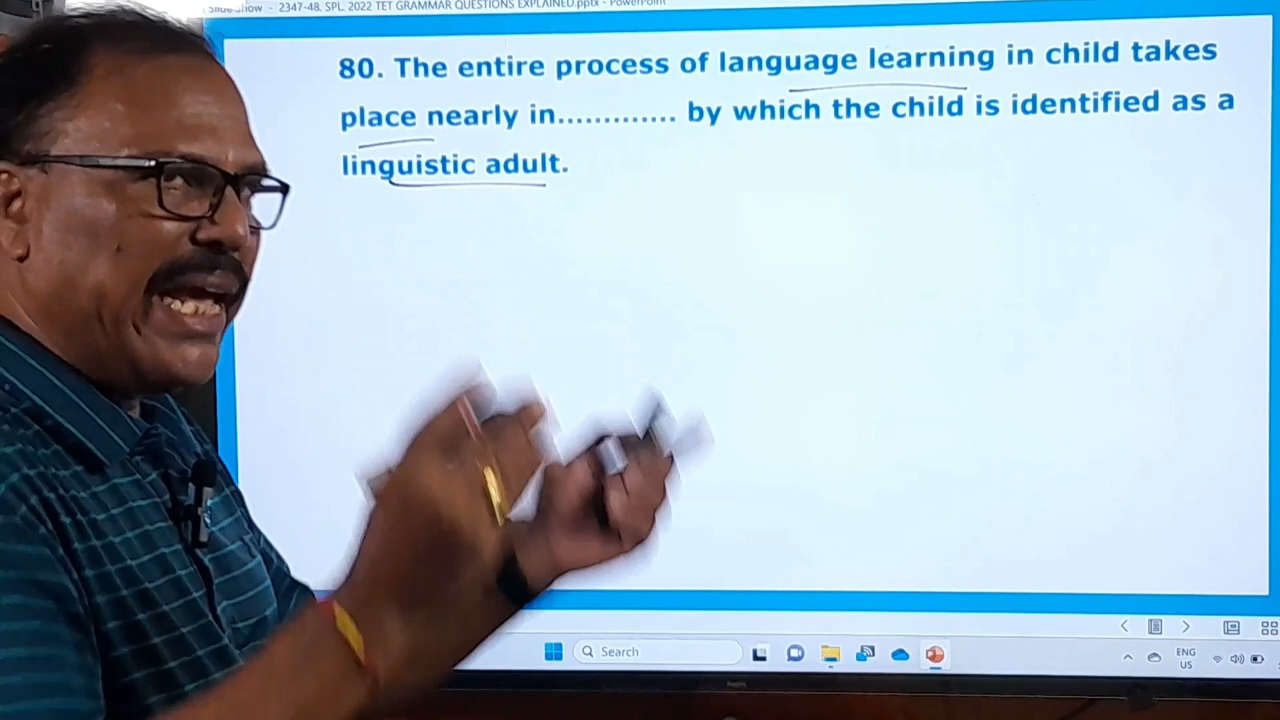 Slide Show - 2347-48. SPL. 2022 TET GRAMMAR QUESTIONS EXPLAINED.pptx - PowerPoint
80. The entire process of language learning in child takes
place nearly in............. by which the child is identified as a
linguistic adult.
Search
ENG
US